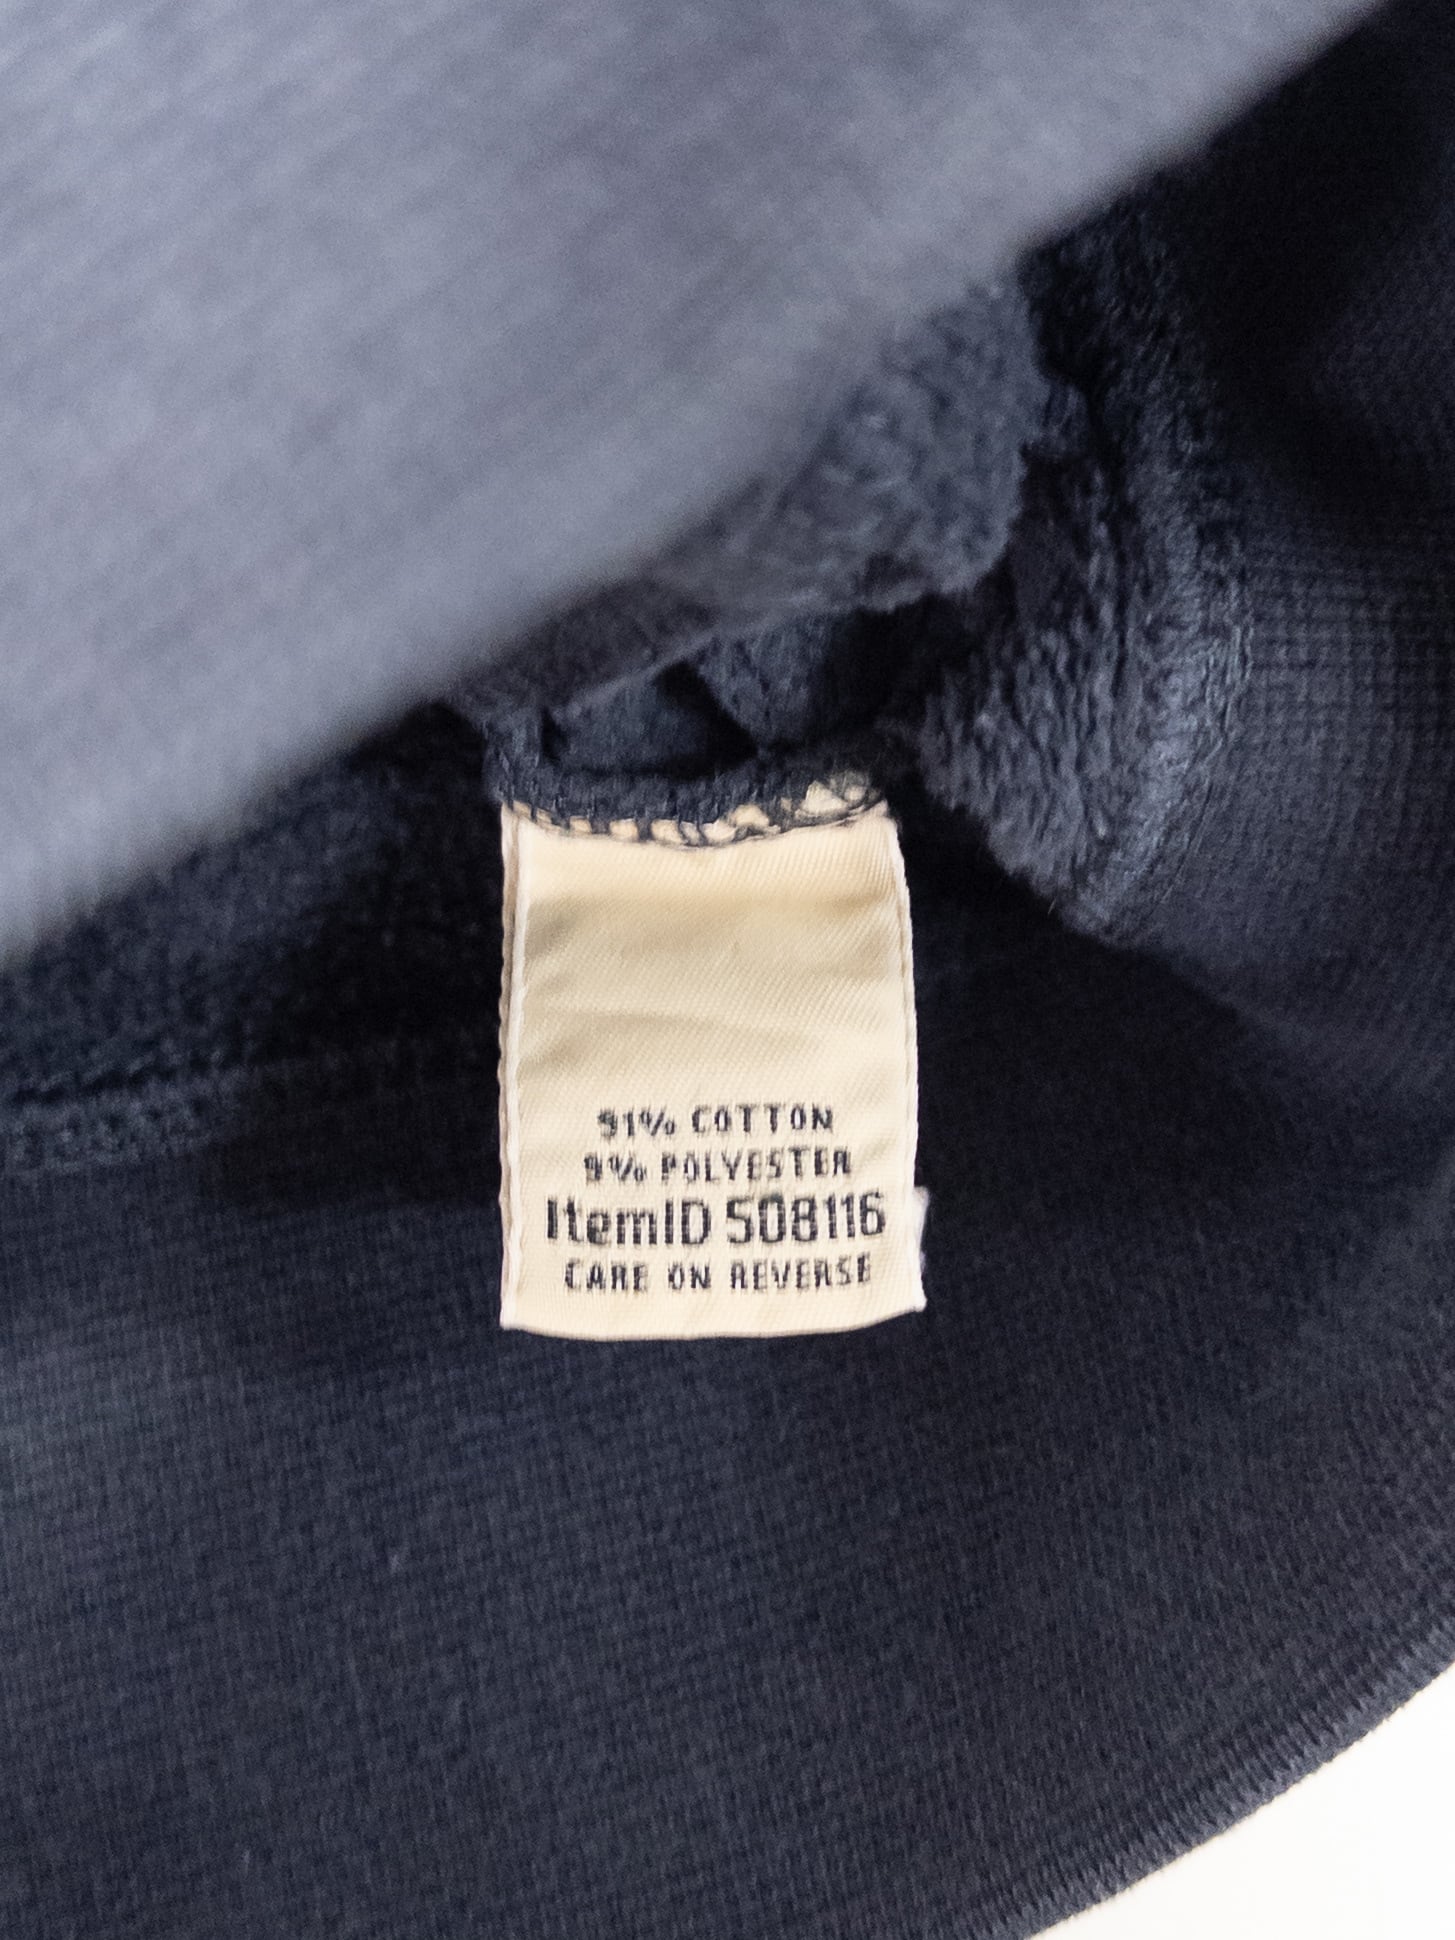 91% COTTON
9% POLYESTER
ItemID 508116
CARE ON REVERSE